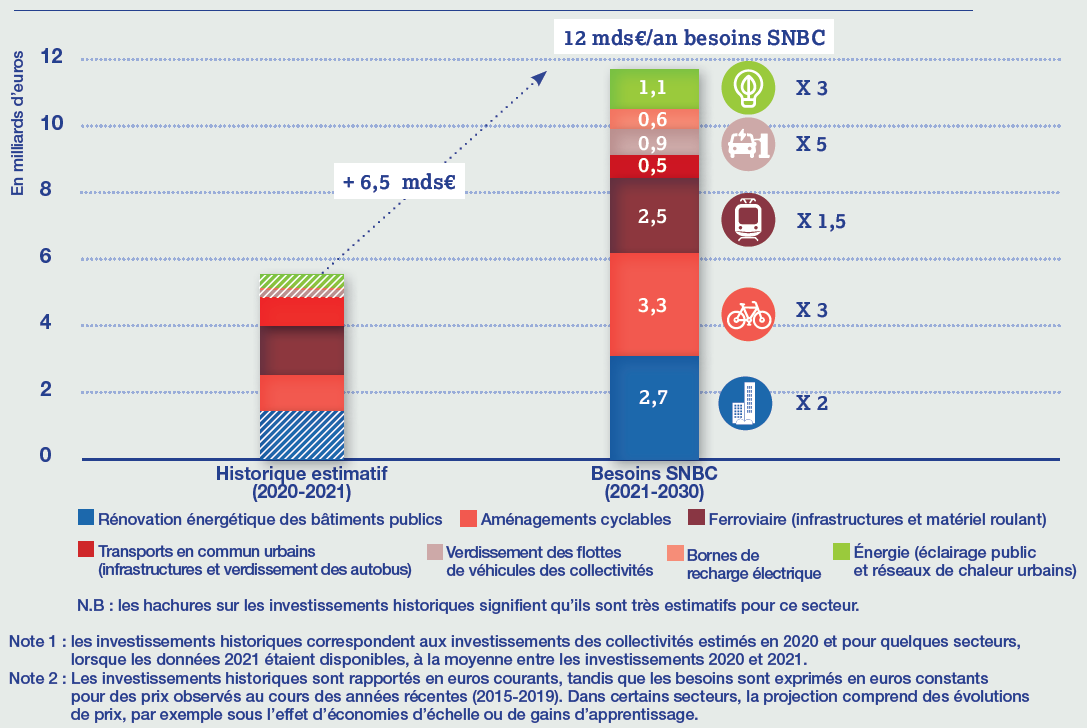 12 mds€/an besoins SNBC
En milliards d'euros
12
10
8
6
4
2
0
+ 6,5 mds€
1,1
0,6
0,9
0,5
2,5
3,3
2,7
X 3
X 5
X 1,5
X 3
X 2
Historique estimatif
(2020-2021)
Besoins SNBC
(2021-2030)
Rénovation énergétique des bâtiments publics
Aménagements cyclables
Ferroviaire (infrastructures et matériel roulant)
Transports en commun urbains
(infrastructures et verdissement des autobus)
Verdissement des flottes
de véhicules des collectivités
Bornes de
recharge électrique
Énergie (éclairage public
et réseaux de chaleur urbains)
N.B : les hachures sur les investissements historiques signifient qu'ils sont très estimatifs pour ce secteur.
Note 1 : les investissements historiques correspondent aux investissements des collectivités estimés en 2020 et pour quelques secteurs,
lorsque les données 2021 étaient disponibles, à la moyenne entre les investissements 2020 et 2021.
Note 2 : Les investissements historiques sont rapportés en euros courants, tandis que les besoins sont exprimés en euros constants
pour des prix observés au cours des années récentes (2015-2019). Dans certains secteurs, la projection comprend des évolutions
de prix, par exemple sous l'effet d'économies d'échelle ou de gains d'apprentissage.